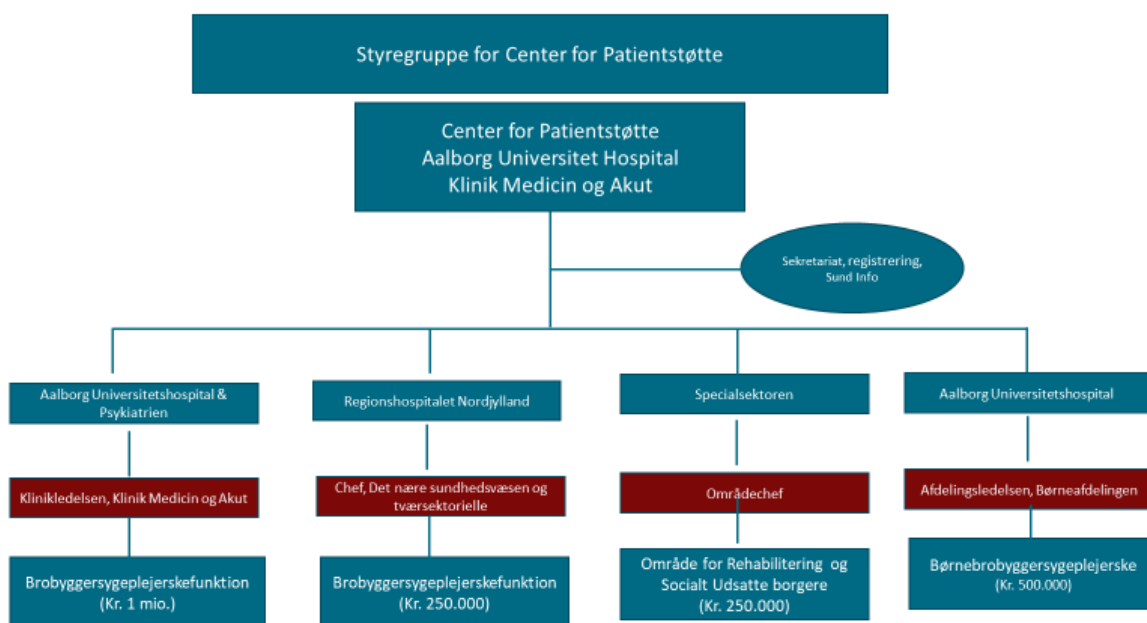 Styregruppe for Center for Patientstøtte
Center for Patientstøtte
Aalborg Universitet Hospital
Klinik Medicin og Akut
Sekretariat, registrering,
Sund Info
Aalborg Universitetshospital &
Psykiatrien
Regionshospitalet Nordjylland
Specialsektoren
Aalborg Universitetshospital
Klinikledelsen, Klinik Medicin og Akut
Chef, Det nære sundhedsvæsen og
tværsektorielle
Områdechef
Afdelingsledelsen, Børneafdelingen
Brobyggersygeplejerskefunktion
(Kr. 1 mio.)
Brobyggersygeplejerskefunktion
(Kr. 250.000)
Område for Rehabilitering og
Socialt Udsatte borgere
(Kr. 250.000)
Børnebrobyggersygeplejerske
(Kr. 500.000)